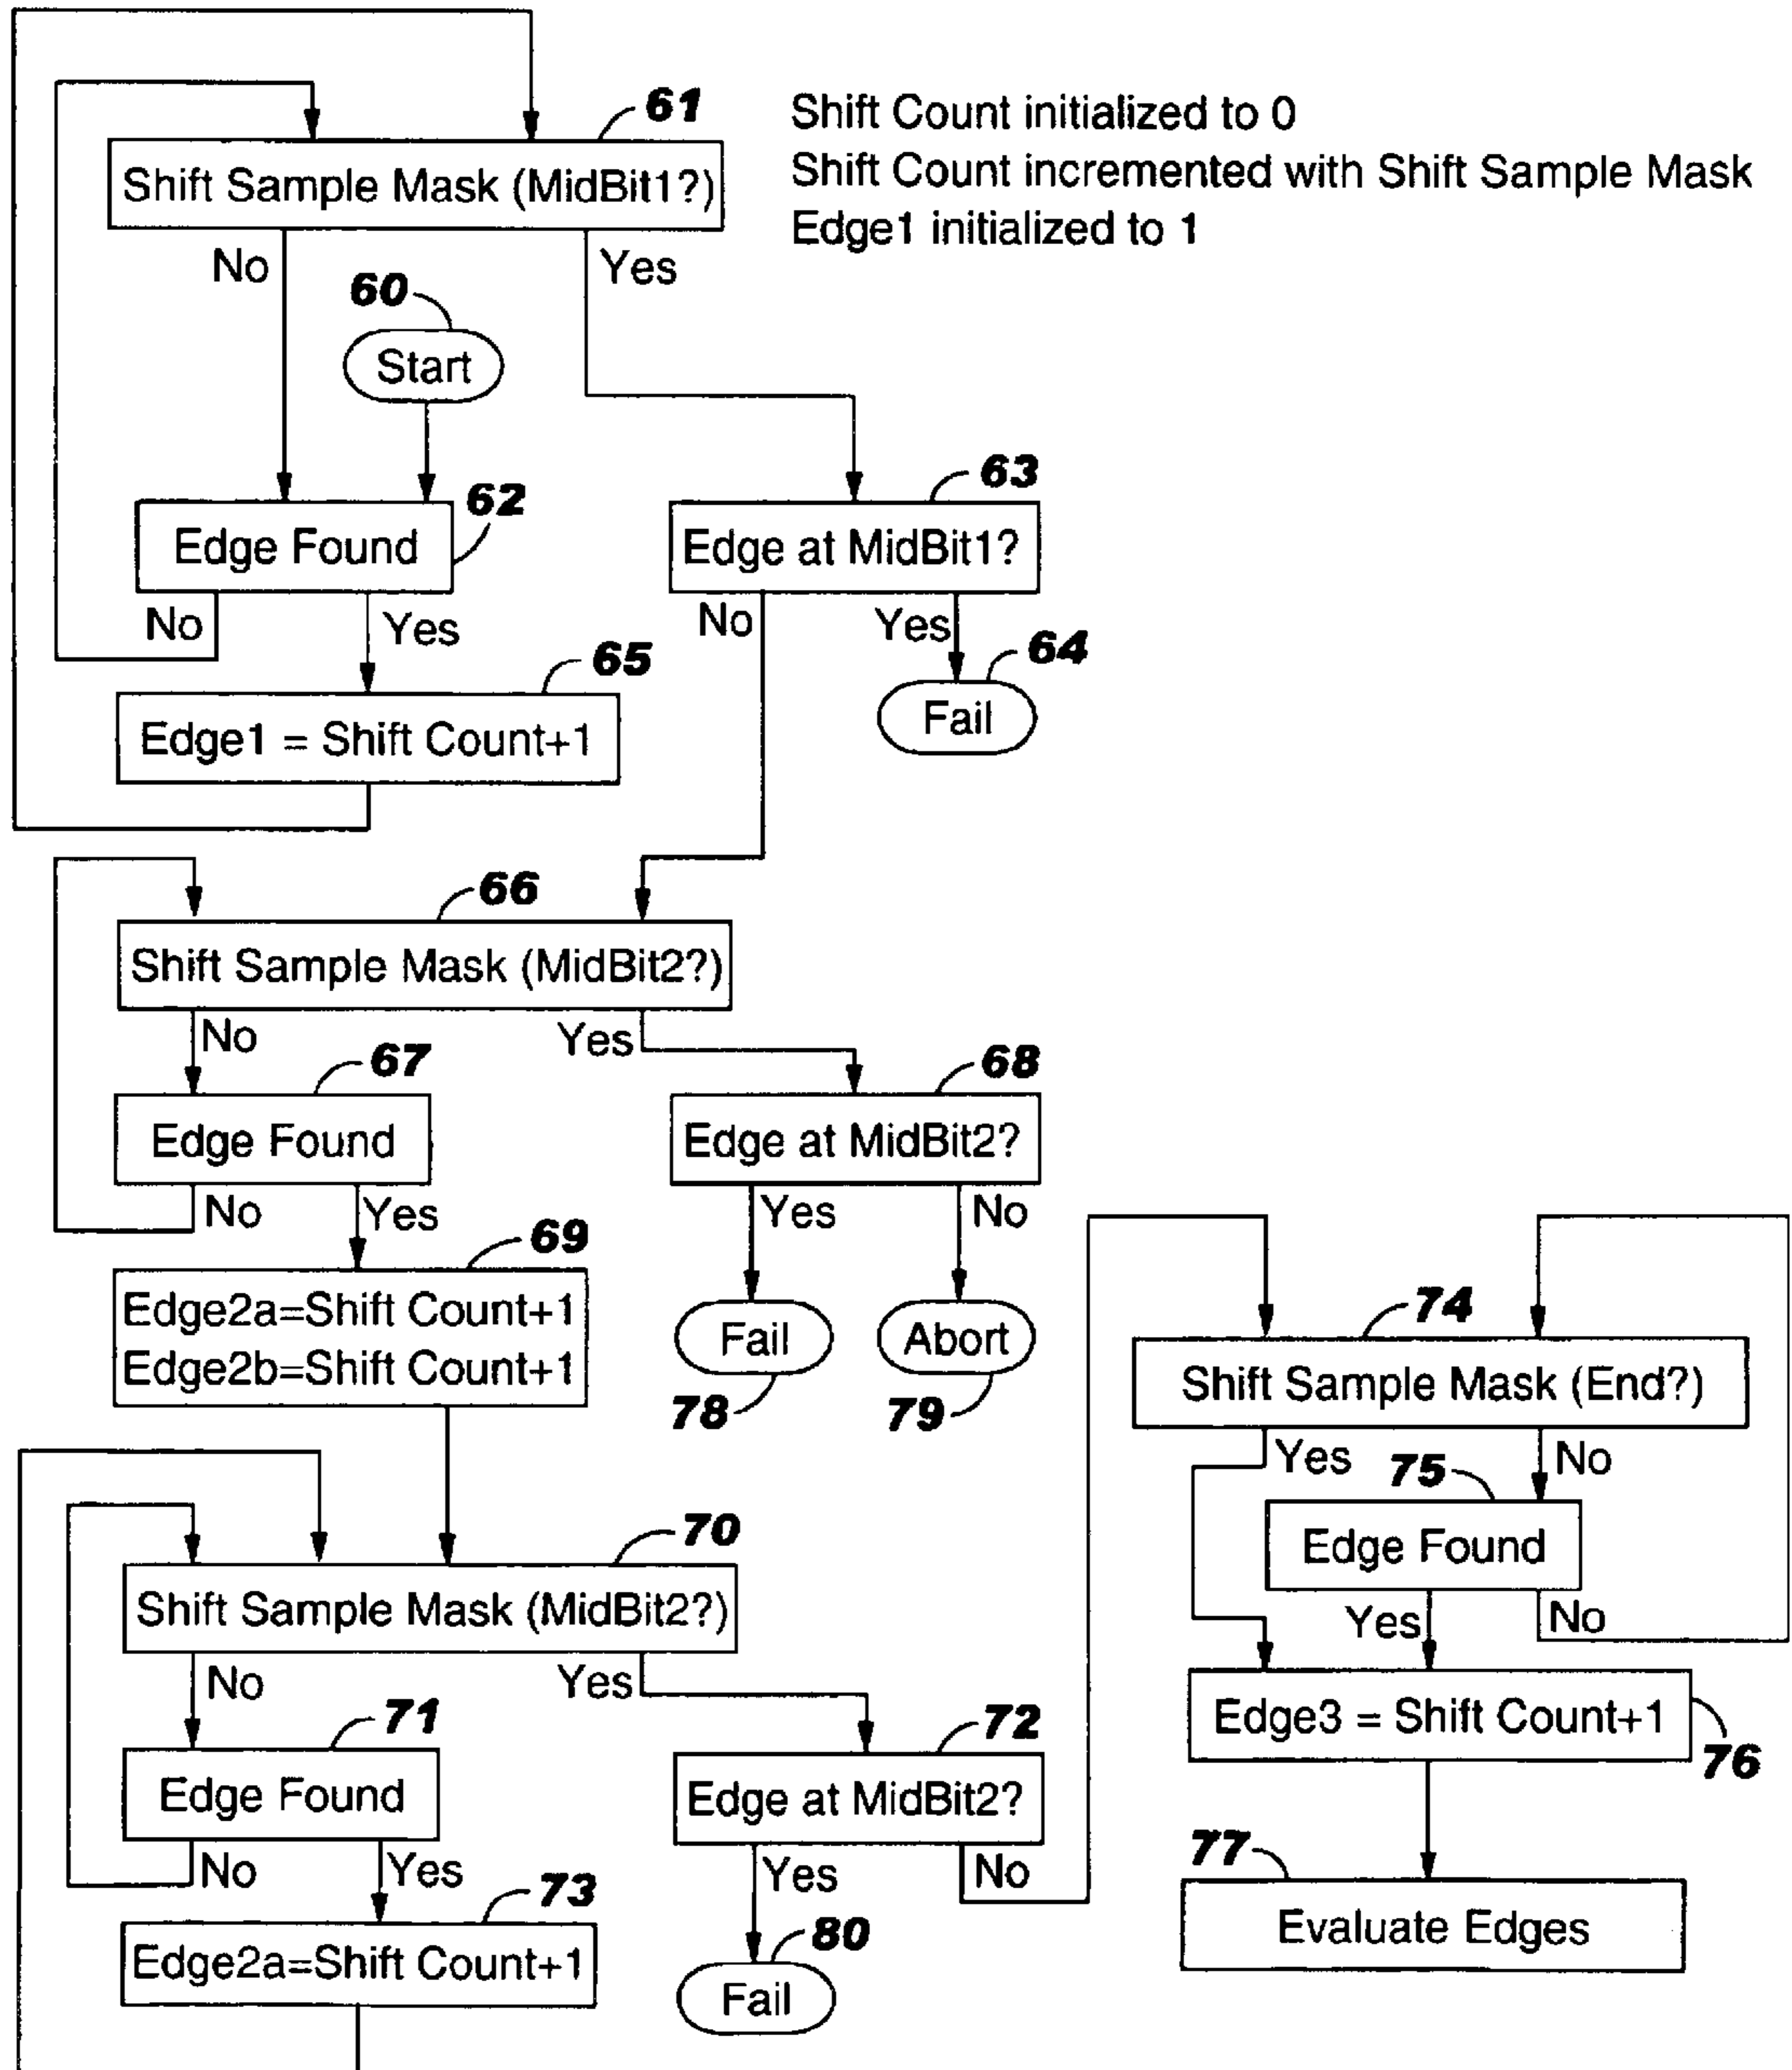 61
Shift Count initialized to 0
Shift Sample Mask (MidBit1?)
Shift Count incremented with Shift Sample Mask
Edge1 initialized to 1
No
Yes
60
Start
62
63
Edge Found
Edge at MidBit1?
No
Yes
No
Yes
65
64
Fail
Edge1 = Shift Count+1
66
Shift Sample Mask (MidBit2?)
No
Yes
67
68
Edge Found
Edge at MidBit2?
No
Yes
Yes
No
69
Edge2a=Shift Count+1
Edge2b=Shift Count+1
Fail
Abort
78
79
74
Shift Sample Mask (End?)
Yes
75
No
Edge Found
Yes
No
70
Shift Sample Mask (MidBit2?)
No
Yes
71
72
Edge3 = Shift Count+1
76
Edge Found
Edge at MidBit2?
No
Yes
Yes
No
77
Evaluate Edges
73
Edge2a=Shift Count+1
80
Fail